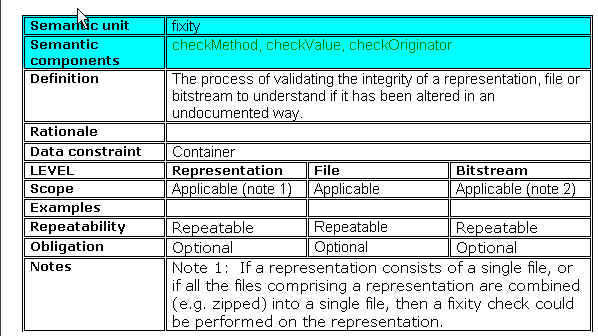 Semantic unit fixity
Semantic checkMethod, checkValue, checkOriginator
components
Definition The process of validating the integrity of a representation, file or
bitstream to understand if it has been altered in an
undocumented way.
Rationale
Data constraint Container
LEVEL Representation File Bitstream
Scope Applicable (note 1) Applicable Applicable (note 2)
Examples
Repeatability Repeatable Repeatable Repeatable
Obligation Optional Optional Optional
Notes Note 1: If a representation consists of a single file, or
if all the files comprising a representation are combined
(e.g. zipped) into a single file, then a fixity check could
be performed on the representation.